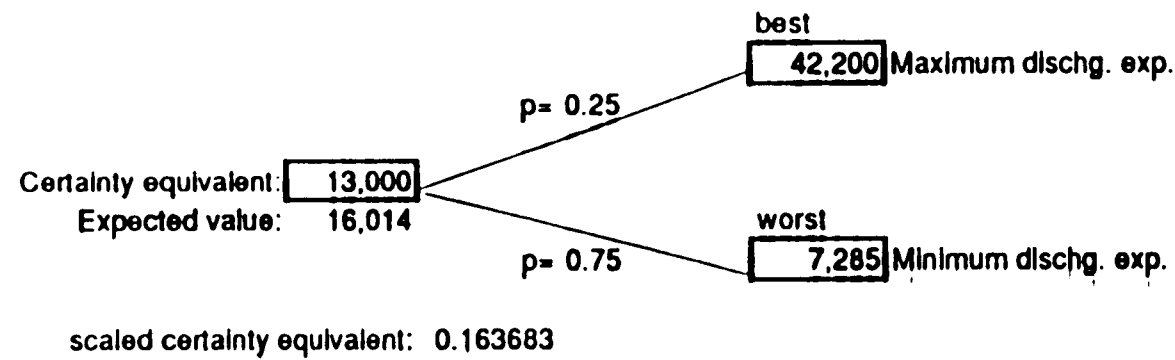 best
42,200 Maximum dischg. exp.
p= 0.25
Certainty equivalent: 13,000
Expected value: 16,014
worst
p= 0.75
7,285 Minimum dischg. exp.
scaled certainty equivalent: 0.163683